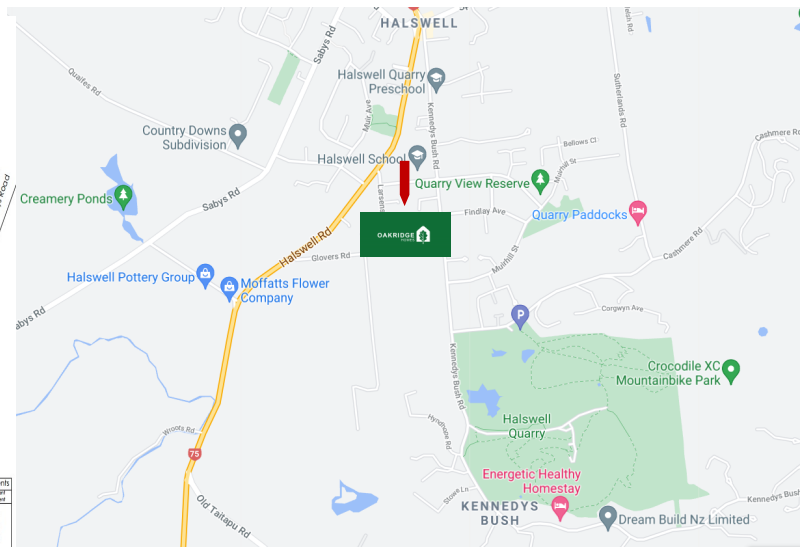 HALSWELL
Halswell Quarry
Preschool
Sabys Rd
Qualfes Rd
Muir Ave
Kennedys Bush Rd
Sutherlands Rd
Country Downs
Subdivision
Halswell School
Bellows Cl
Muirhill St
Cashmere Rd
Road
Creamery Ponds
Sabys Rd
Larsens
Quarry View Reserve
Findlay Ave
Quarry Paddocks
OAKRIDGE
HOMES
Halswell Rd
Glovers Rd
Muirhill St
Cashmere Rd
Halswell Pottery Group
Moffatts Flower
Company
abys Rd
P
Corgwyn Ave
Kennedys Bush Rd
Crocodile XC
Mountainbike Park
Halswell
Quarry
Hyndhope Rd
Wroots Rd
75
Energetic Healthy
Homestay
Stowe Ln
Old Taitapu Rd
KENNEDYS
BUSH
Kennedys Bush
Dream Build Nz Limited